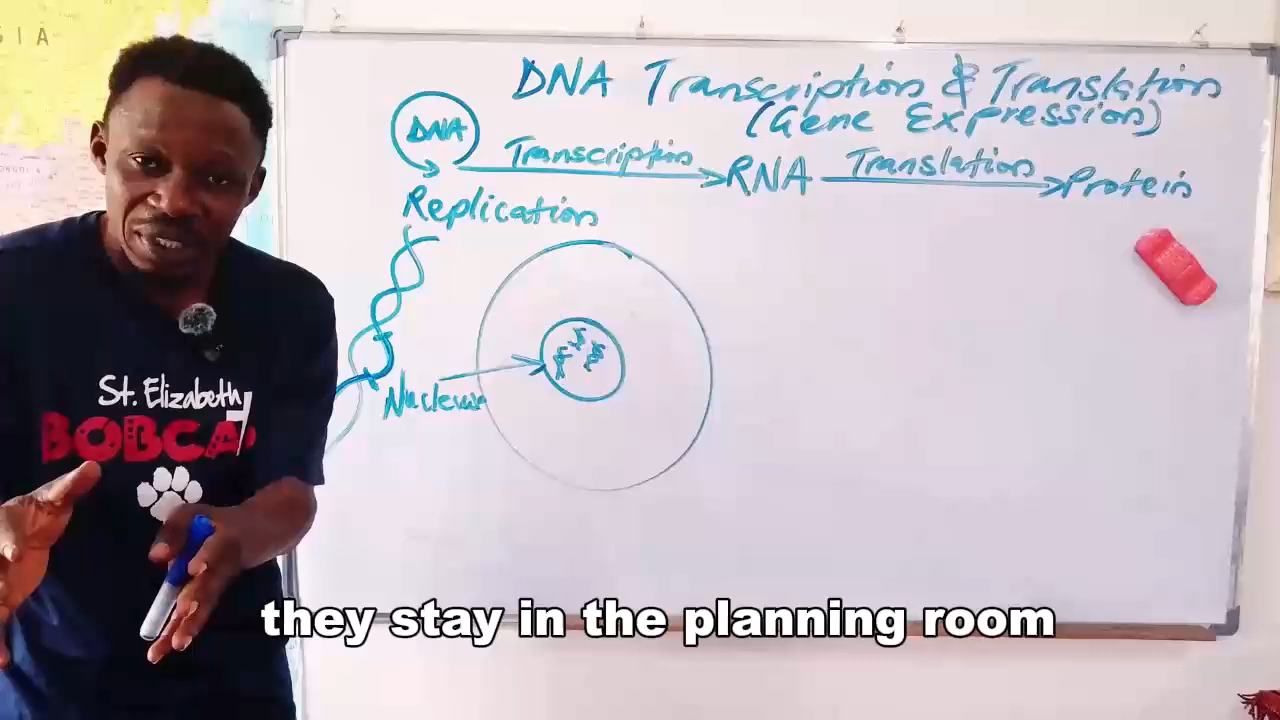 DNA Transcription & Translation
(Gene Expression)
DNA
Transcription
RNA
Translation
Protein
Replication
Nucleus
St. Elizabeth
BOBCA
they stay in the planning room